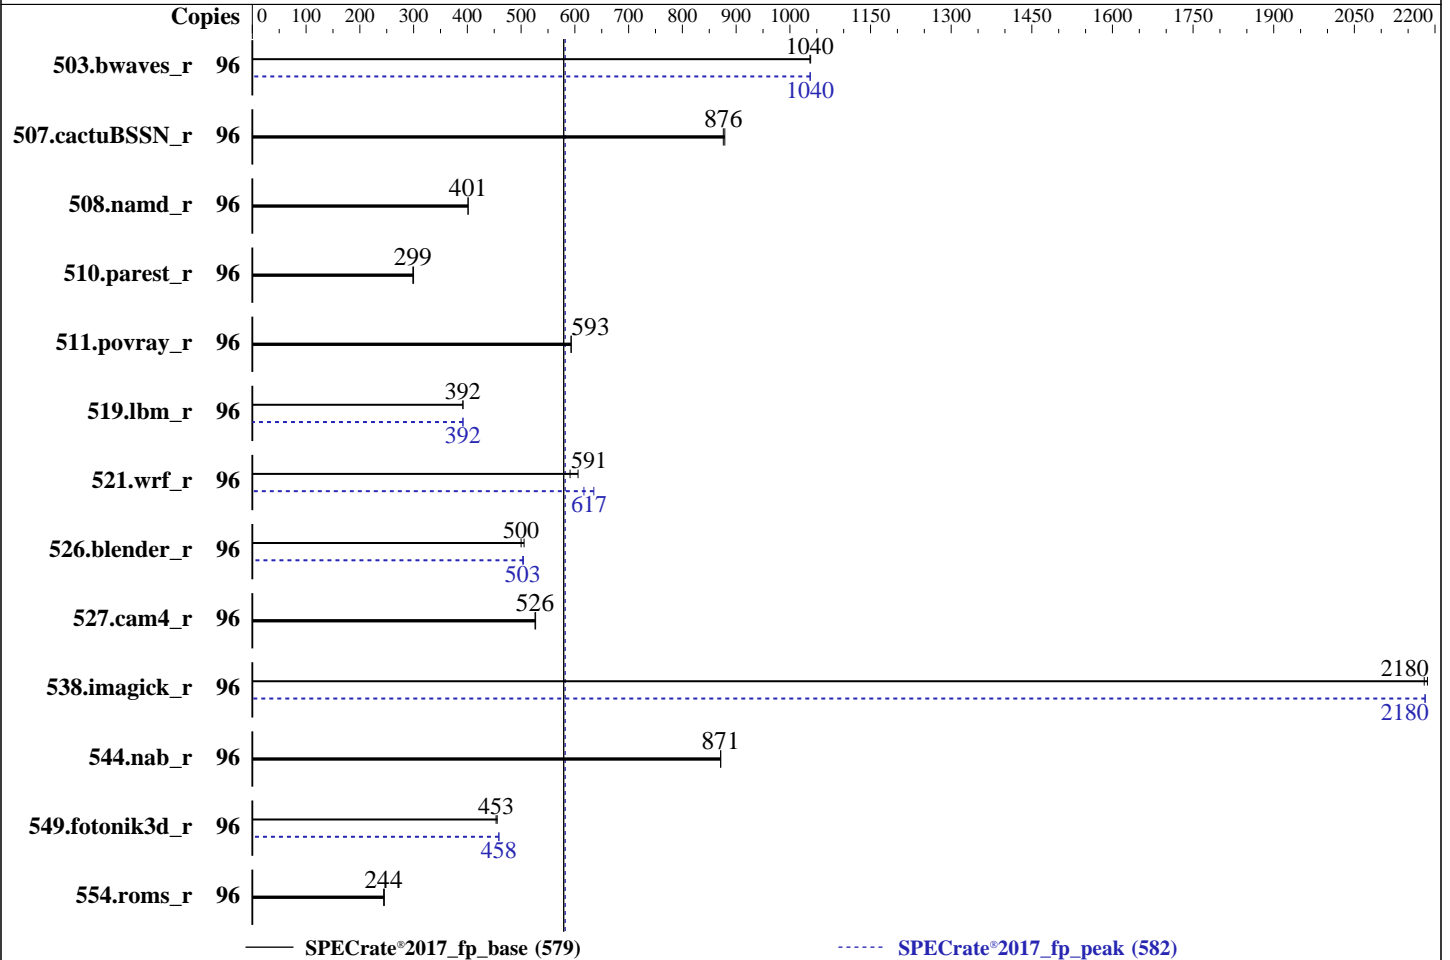 Copies 0 100 200 300 400 500 600 700 800 900 1000 1150 1300 1450 1600 1750 1900 2050 2200
503.bwaves_r 96 1040
1040
507.cactuBSSN_r 96 876
508.namd_r 96 401
510.parest_r 96 299
511.povray_r 96 593
519.lbm_r 96 392
392
521.wrf_r 96 591
617
526.blender_r 96 500
503
527.cam4_r 96 526
538.imagick_r 96 2180
2180
544.nab_r 96 871
549.fotonik3d_r 96 453
458
554.roms_r 96 244
SPECrate®2017_fp_base (579) SPECrate®2017_fp_peak (582)